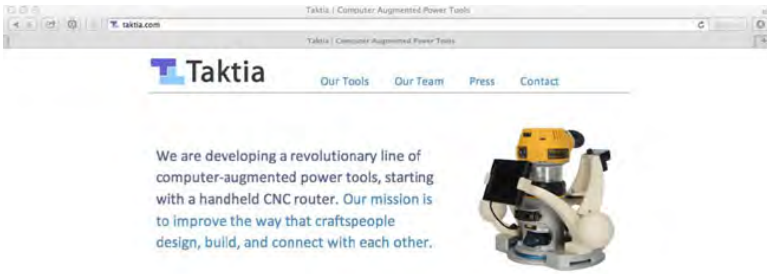 Taktia | Computer Augmented Power Tools
taktia.com
Taktia | Computer Augmented Power Tools
Taktia
Our Tools Our Team Press Contact
We are developing a revolutionary line of
computer-augmented power tools, starting
with a handheld CNC router. Our mission is
to improve the way that craftspeople
design, build, and connect with each other.